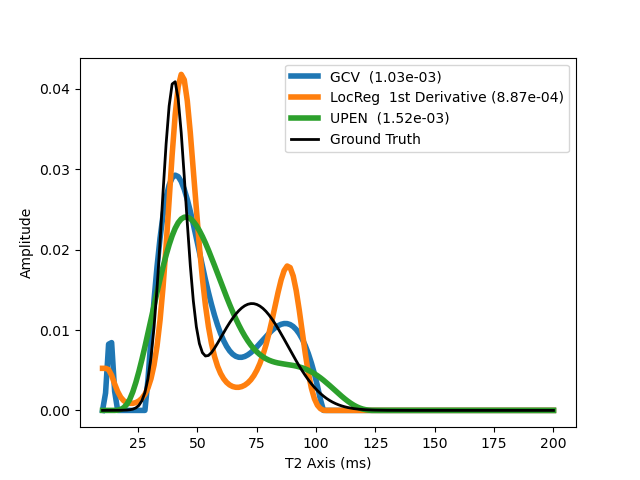 GCV  (1.03e-03)
LocReg  1st Derivative (8.87e-04)
UPEN  (1.52e-03)
Ground Truth
0.04
0.03
0.02
0.01
0.00
Amplitude
25 50 75 100 125 150 175 200
T2 Axis (ms)